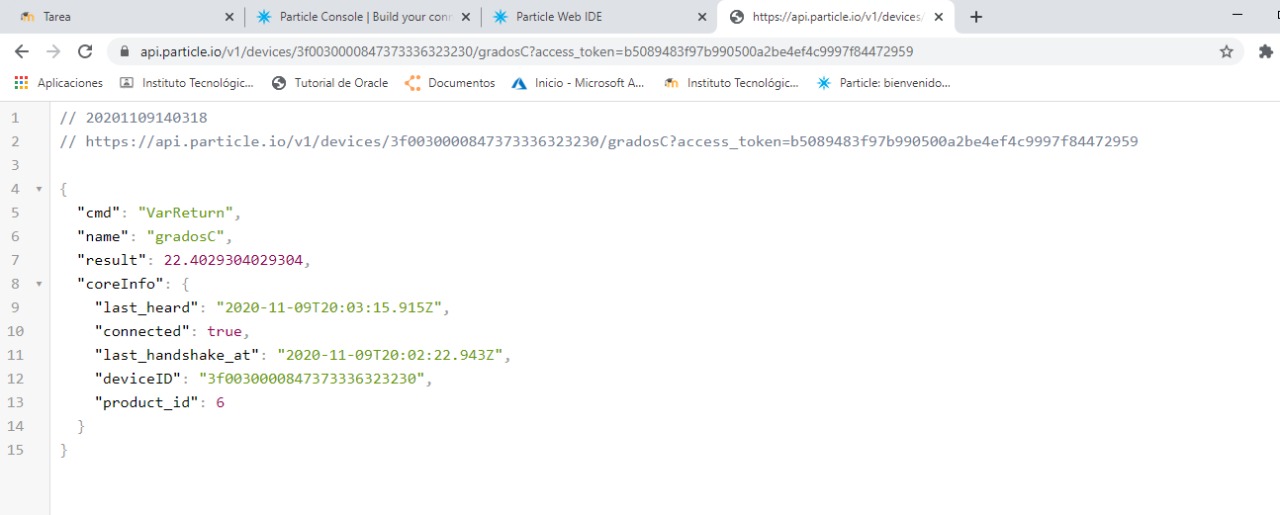 Tarea
Particle Console | Build your conn
Particle Web IDE
https://api.particle.io/v1/devices/
api.particle.io/v1/devices/3f0030000847373336323230/gradosC?access_token=b5089483f97b990500a2be4ef4c9997f84472959
Aplicaciones
Instituto Tecnológic...
Tutorial de Oracle
Documentos
Inicio - Microsoft A...
Instituto Tecnológic...
Particle: bienvenido...
1 // 20201109140318
2 // https://api.particle.io/v1/devices/3f0030000847373336323230/gradosC?access_token=b5089483f97b990500a2be4ef4c9997f84472959
3
4 {
5 "cmd": "VarReturn",
6 "name": "gradosC",
7 "result": 22.4029304029304,
8 "coreInfo": {
9 "last_heard": "2020-11-09T20:03:15.915Z",
10 "connected": true,
11 "last_handshake_at": "2020-11-09T20:02:22.943Z",
12 "deviceID": "3f0030000847373336323230",
13 "product_id": 6
14 }
15 }